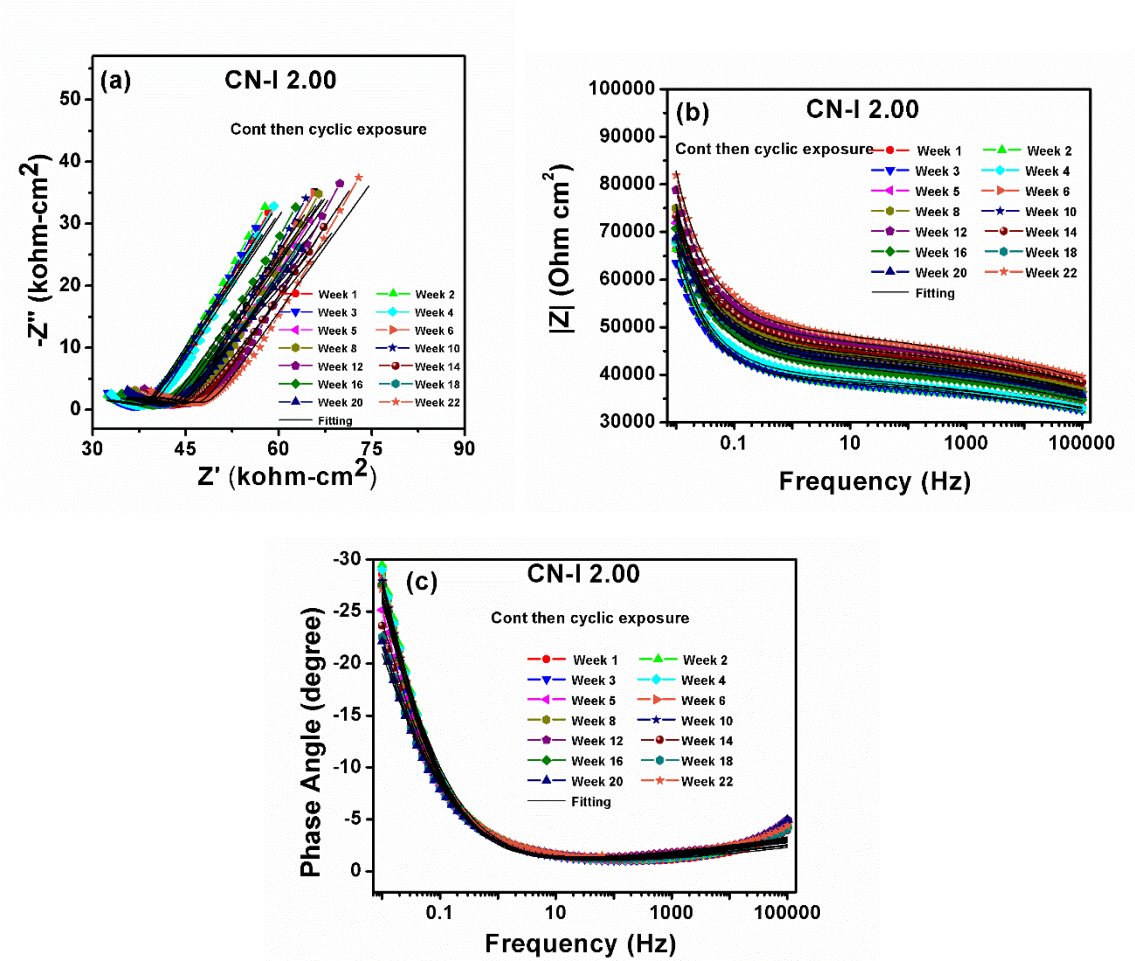 (a) CN-I 2.00
Cont then cyclic exposure
-Z" (kohm-cm2)
50
40
30
20
10
0
Week 1 Week 2
Week 3 Week 4
Week 5 Week 6
Week 8 Week 10
Week 12 Week 14
Week 16 Week 18
Week 20 Week 22
Fitting
30 45 60 75 90
Z' (kohm-cm2)
(b) CN-I 2.00
Cont then cyclic exposure
|Z| (Ohm cm2)
100000
90000
80000
70000
60000
50000
40000
30000
Week 1 Week 2
Week 3 Week 4
Week 5 Week 6
Week 8 Week 10
Week 12 Week 14
Week 16 Week 18
Week 20 Week 22
Fitting
0.1 10 1000 100000
Frequency (Hz)
(c) CN-I 2.00
Cont then cyclic exposure
Phase Angle (degree)
-30
-25
-20
-15
-10
-5
0
Week 1 Week 2
Week 3 Week 4
Week 5 Week 6
Week 8 Week 10
Week 12 Week 14
Week 16 Week 18
Week 20 Week 22
Fitting
0.1 10 1000 100000
Frequency (Hz)